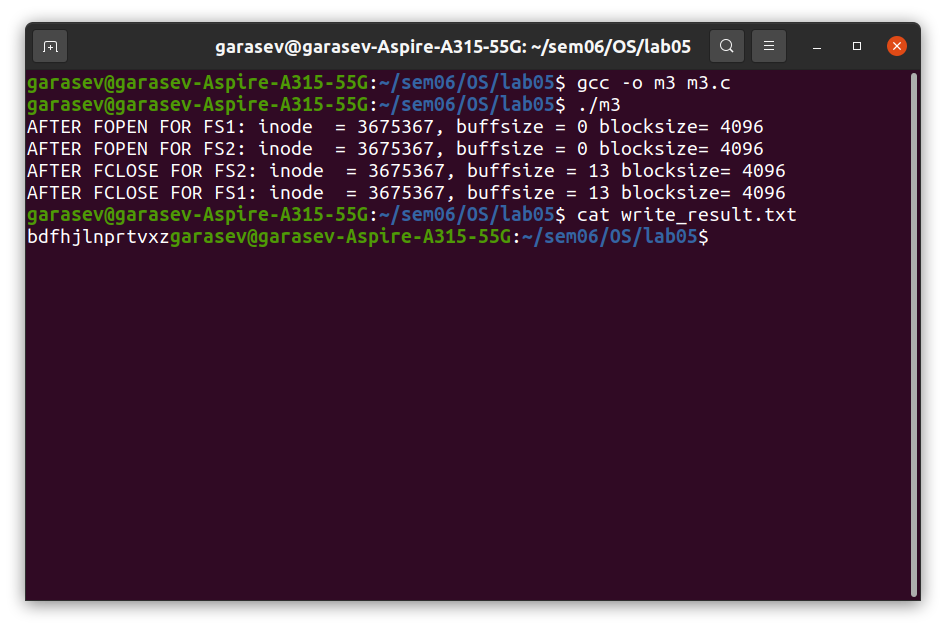 garasev@garasev-Aspire-A315-55G: ~/sem06/OS/lab05
garasev@garasev-Aspire-A315-55G:~/sem06/OS/lab05$ gcc -o m3 m3.c
garasev@garasev-Aspire-A315-55G:~/sem06/OS/lab05$ ./m3
AFTER FOPEN FOR FS1: inode  = 3675367, buffsize = 0 blocksize= 4096
AFTER FOPEN FOR FS2: inode  = 3675367, buffsize = 0 blocksize= 4096
AFTER FCLOSE FOR FS2: inode  = 3675367, buffsize = 13 blocksize= 4096
AFTER FCLOSE FOR FS1: inode  = 3675367, buffsize = 13 blocksize= 4096
garasev@garasev-Aspire-A315-55G:~/sem06/OS/lab05$ cat write_result.txt
bdfhjlnprtvxzgarasev@garasev-Aspire-A315-55G:~/sem06/OS/lab05$